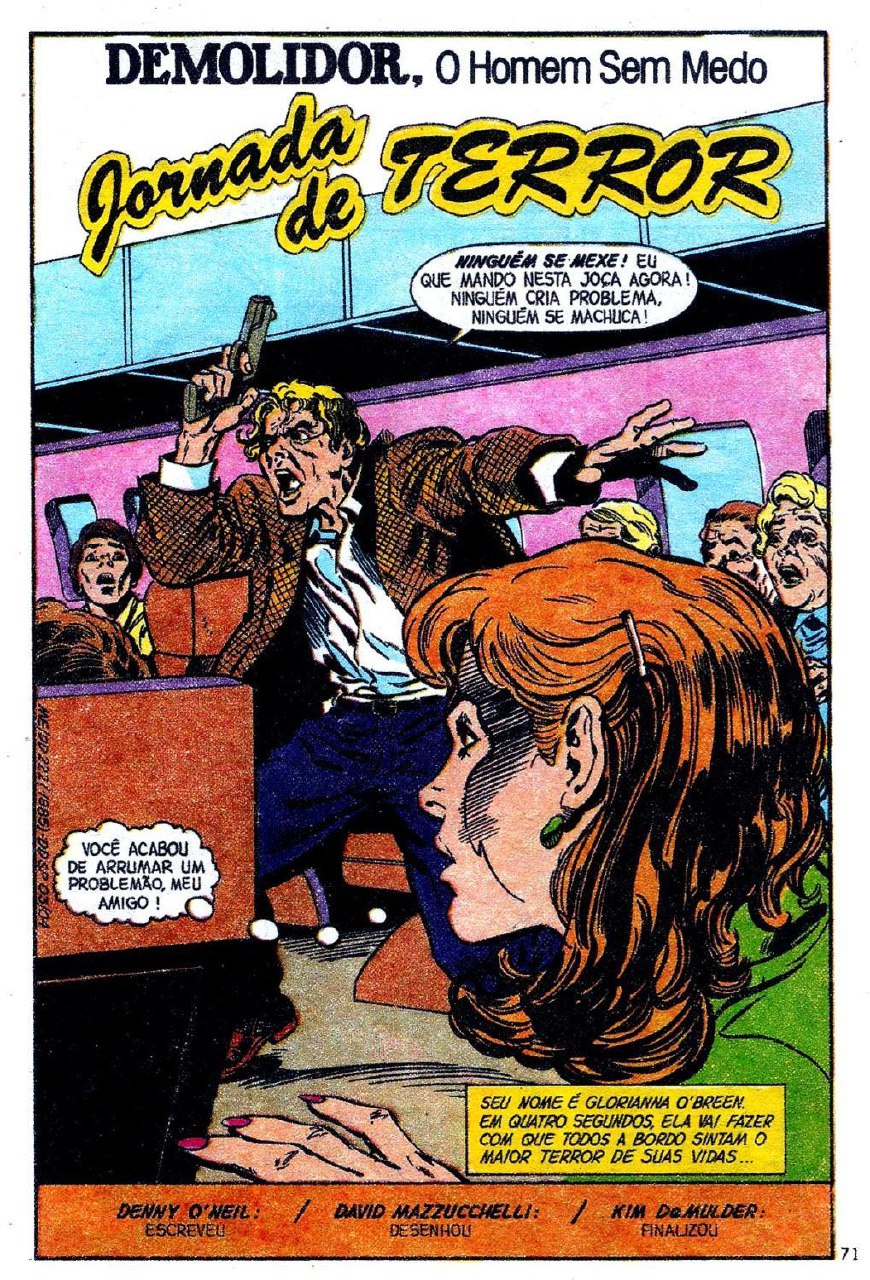 DEMOLIDOR, O Homem Sem Medo
Jornada
de TERROR
NINGUÉM SE MEXE! EU
QUE MANDO NESTA JOÇA AGORA!
NINGUÉM CRIA PROBLEMA,
NINGUÉM SE MACHUCA!
VOCÊ ACABOU
DE ARRUMAR UM
PROBLEMÃO, MEU
AMIGO!
SEU NOME É GLORIANNA O'BREEN.
EM QUATRO SEGUNDOS, ELA VAI FAZER
COM QUE TODOS A BORDO SINTAM O
MAIOR TERROR DE SUAS VIDAS...
DENNY O'NEIL: / DAVID MAZZUCCHELLI: / KIM DeMULDER:
ESCREVEU DESENHOU FINALIZOU
71